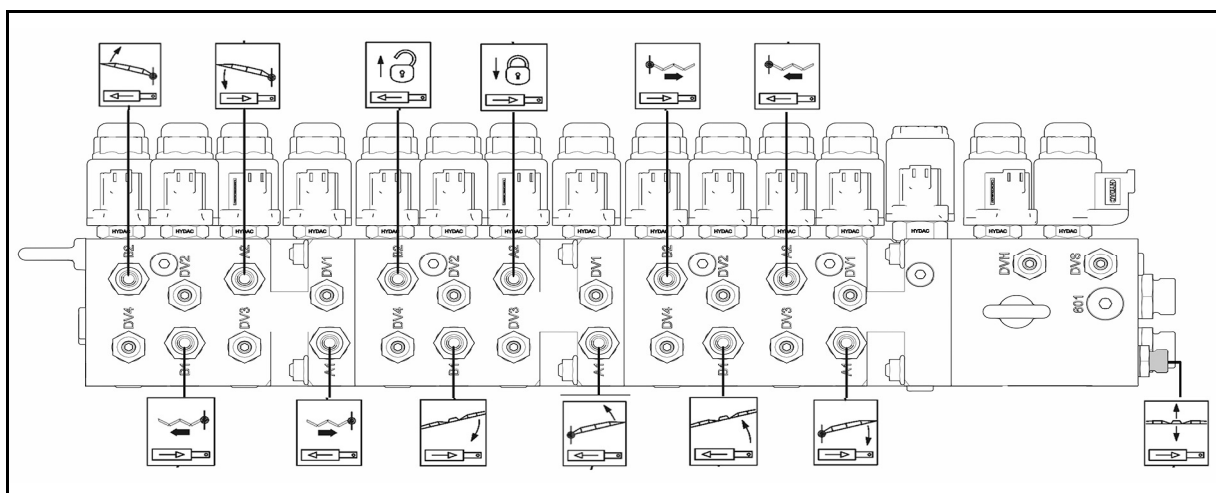 HYDAC
HYDAC HYDAC HYDAC HYDAC HYDAC HYDAC HYDAC HYDAC HYDAC HYDAC HYDAC HYDAC HYDAC HYDAC HYDAC
B2 DV2 A2 DV1 B2 DV2 A2 DV1 B2 DV2 A2 DV1 DVH DVS
DV4 DV3 DV4 DV3 DV4 DV3 601
B1 A1 B1 A1 B1 A1